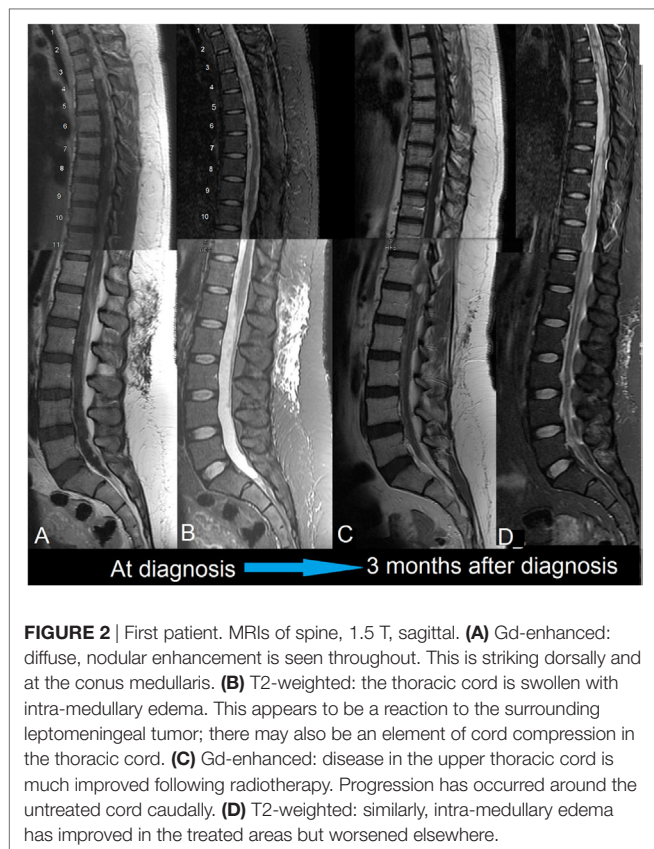 1
2
3
4
5
6
7
8
9
10
11
1
2
3
4
5
6
7
8
9
10
A
B
C
D
At diagnosis
3 months after diagnosis
FIGURE 2 | First patient. MRIs of spine, 1.5 T, sagittal. (A) Gd-enhanced:
diffuse, nodular enhancement is seen throughout. This is striking dorsally and
at the conus medullaris. (B) T2-weighted: the thoracic cord is swollen with
intra-medullary edema. This appears to be a reaction to the surrounding
leptomeningeal tumor; there may also be an element of cord compression in
the thoracic cord. (C) Gd-enhanced: disease in the upper thoracic cord is
much improved following radiotherapy. Progression has occurred around the
untreated cord caudally. (D) T2-weighted: similarly, intra-medullary edema
has improved in the treated areas but worsened elsewhere.